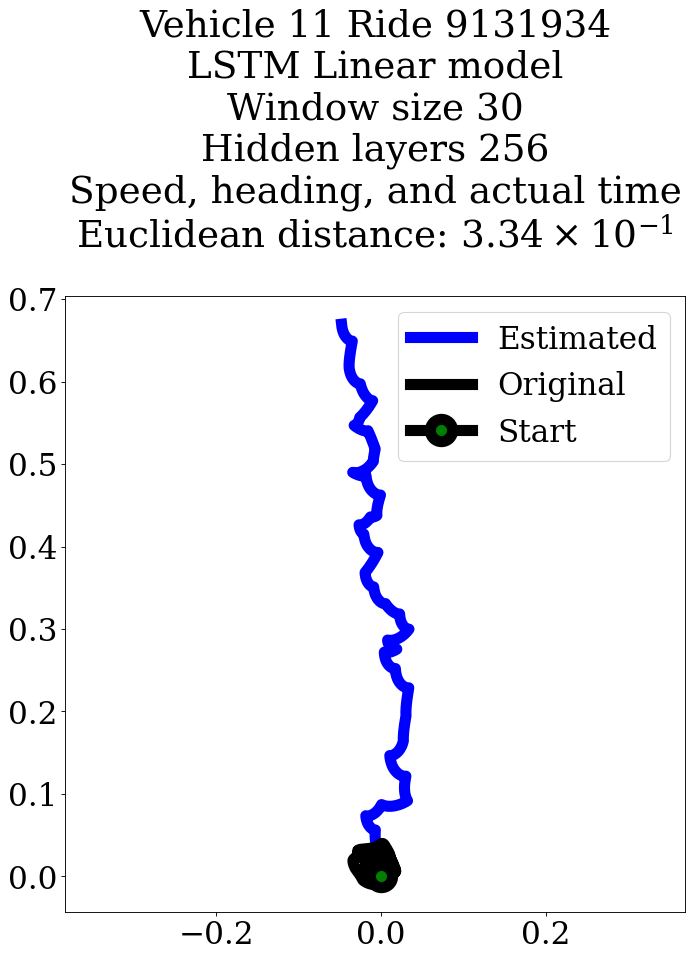 Vehicle 11 Ride 9131934
LSTM Linear model
Window size 30
Hidden layers 256
Speed, heading, and actual time
Euclidean distance: 3.34 × 10⁻¹
0.7
0.6
0.5
0.4
0.3
0.2
0.1
0.0
Estimated
Original
Start
−0.2
0.0
0.2